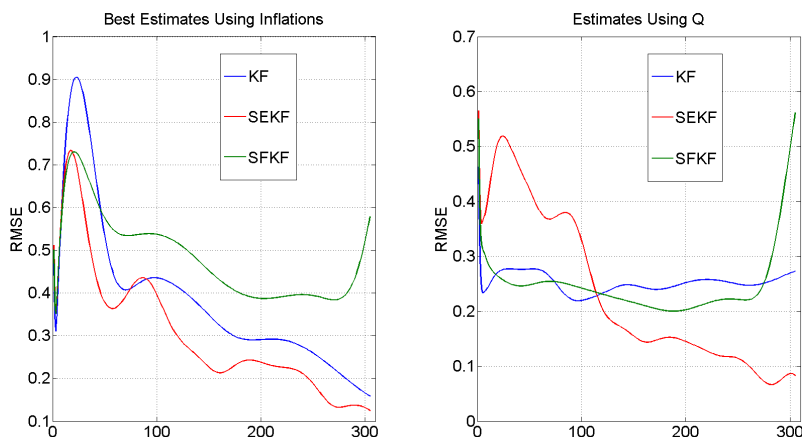 Best Estimates Using Inflations
RMSE
1
0.9
0.8
0.7
0.6
0.5
0.4
0.3
0.2
0.1
0
100
200
300
KF
SEKF
SFKF
Estimates Using Q
RMSE
0.7
0.6
0.5
0.4
0.3
0.2
0.1
0
0
100
200
300
KF
SEKF
SFKF